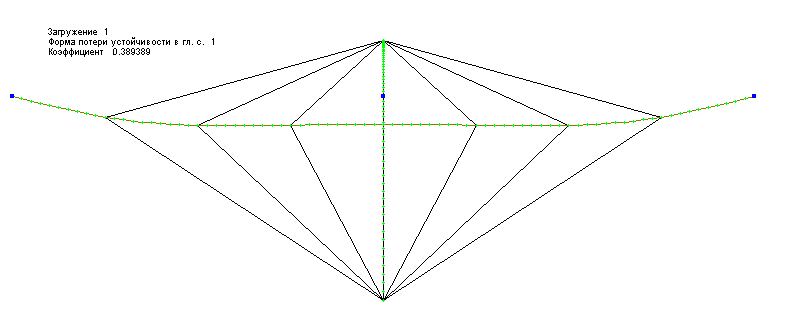 Загружение 1
Форма потери устойчивости в гл. с. 1
Коэффициент 0.389389